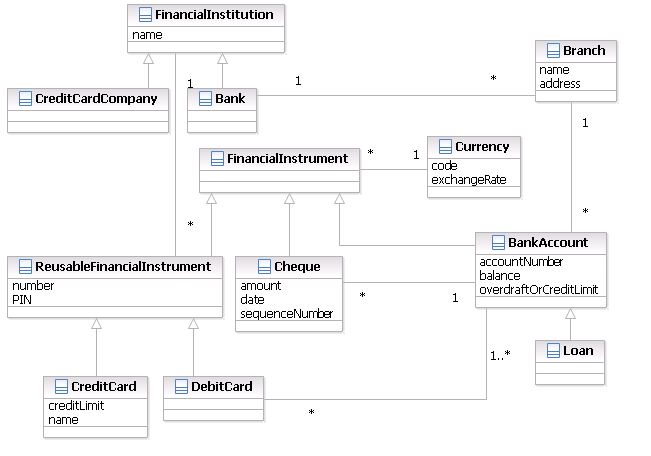 FinancialInstitution
name
Branch
name
address
CreditCardCompany
1
Bank
1
*
1
FinancialInstrument
*
1
Currency
code
exchangeRate
*
*
BankAccount
accountNumber
balance
overdraftOrCreditLimit
ReusableFinancialInstrument
number
PIN
Cheque
amount
date
sequenceNumber
*
1
1..*
Loan
CreditCard
creditLimit
name
DebitCard
*